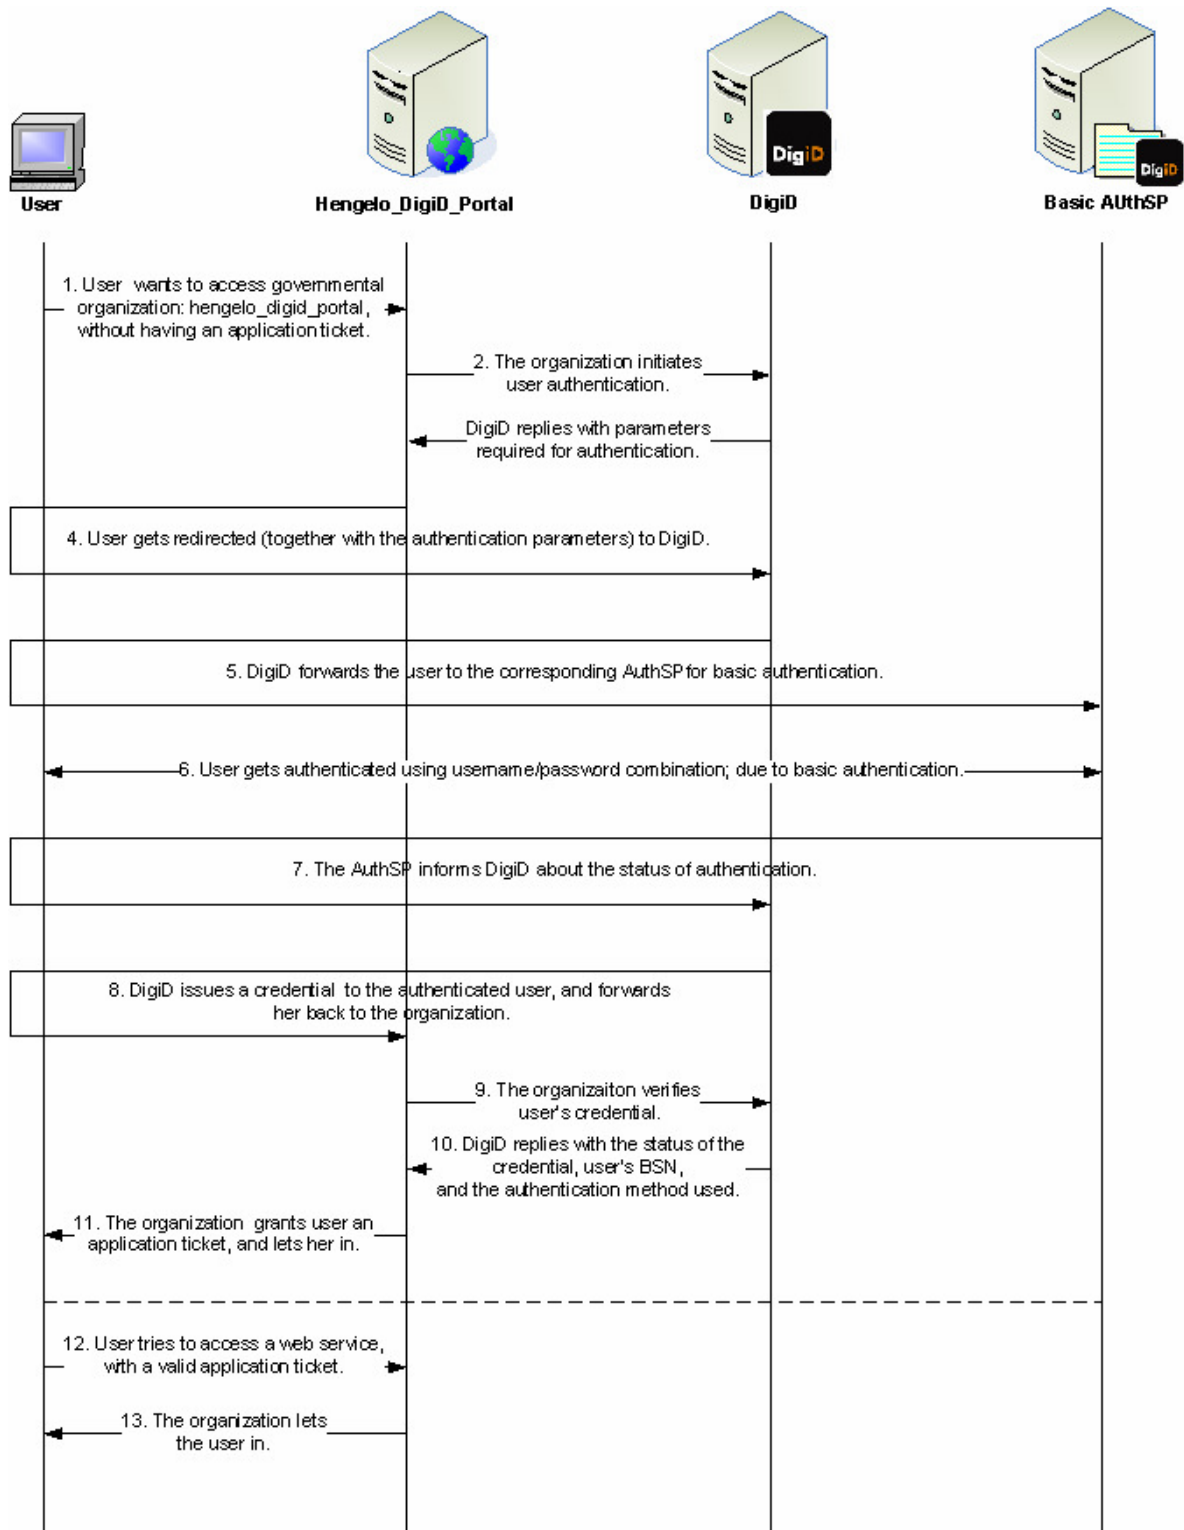 DigiD
DigiD
User
Hengelo_DigiD_Portal
DigiD
Basic AUthSP
1. User wants to access governmental
organization: hengelo_digid_portal,
without having an application ticket.
2. The organization initiates
user authentication.
DigiD replies with parameters
required for authentication.
4. User gets redirected (together with the authentication parameters) to DigiD.
5. DigiD forwards the user to the corresponding AuthSP for basic authentication.
6. User gets authenticated using username/password combination; due to basic authentication.
7. The AuthSP informs DigiD about the status of authentication.
8. DigiD issues a credential to the authenticated user, and forwards
her back to the organization.
9. The organizaiton verifies
user's credential.
10. DigiD replies with the status of the
credential, user's BSN,
and the authentication method used.
11. The organization grants user an
application ticket, and lets her in.
12. User tries to access a web service,
with a valid application ticket.
13. The organization lets
the user in.